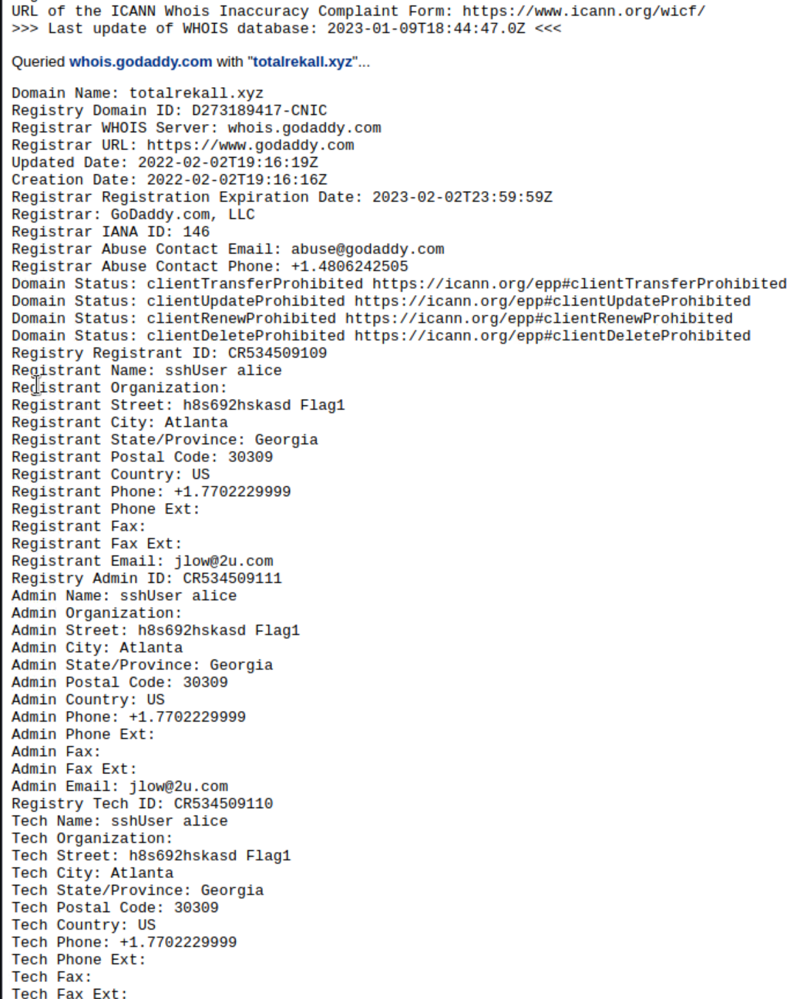 URL of the ICANN Whois Inaccuracy Complaint Form: https://www.icann.org/wicf/
>>> Last update of WHOIS database: 2023-01-09T18:44:47.0Z <<<
Queried whois.godaddy.com with "totalrekall.xyz"...
Domain Name: totalrekall.xyz
Registry Domain ID: D273189417-CNIC
Registrar WHOIS Server: whois.godaddy.com
Registrar URL: https://www.godaddy.com
Updated Date: 2022-02-02T19:16:19Z
Creation Date: 2022-02-02T19:16:16Z
Registrar Registration Expiration Date: 2023-02-02T23:59:59Z
Registrar: GoDaddy.com, LLC
Registrar IANA ID: 146
Registrar Abuse Contact Email: abuse@godaddy.com
Registrar Abuse Contact Phone: +1.4806242505
Domain Status: clientTransferProhibited https://icann.org/epp#clientTransferProhibited
Domain Status: clientUpdateProhibited https://icann.org/epp#clientUpdateProhibited
Domain Status: clientRenewProhibited https://icann.org/epp#clientRenewProhibited
Domain Status: clientDeleteProhibited https://icann.org/epp#clientDeleteProhibited
Registry Registrant ID: CR534509109
Registrant Name: sshUser alice
Registrant Organization:
Registrant Street: h8s692hskasd Flag1
Registrant City: Atlanta
Registrant State/Province: Georgia
Registrant Postal Code: 30309
Registrant Country: US
Registrant Phone: +1.7702229999
Registrant Phone Ext:
Registrant Fax:
Registrant Fax Ext:
Registrant Email: jlow@2u.com
Registry Admin ID: CR534509111
Admin Name: sshUser alice
Admin Organization:
Admin Street: h8s692hskasd Flag1
Admin City: Atlanta
Admin State/Province: Georgia
Admin Postal Code: 30309
Admin Country: US
Admin Phone: +1.7702229999
Admin Phone Ext:
Admin Fax:
Admin Fax Ext:
Admin Email: jlow@2u.com
Registry Tech ID: CR534509110
Tech Name: sshUser alice
Tech Organization:
Tech Street: h8s692hskasd Flag1
Tech City: Atlanta
Tech State/Province: Georgia
Tech Postal Code: 30309
Tech Country: US
Tech Phone: +1.7702229999
Tech Phone Ext:
Tech Fax:
Tech Fax Ext: